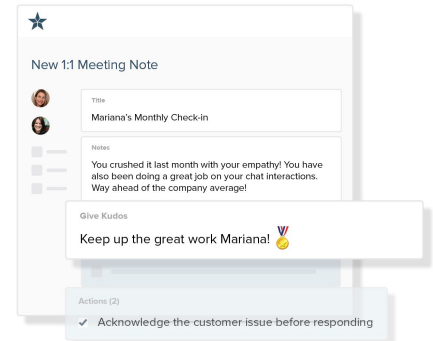 New 1:1 Meeting Note
Title
Mariana's Monthly Check-in
Notes
You crushed it last month with your empathy! You have
also been doing a great job on your chat interactions.
Way ahead of the company average!
Give Kudos
Keep up the great work Mariana!
Actions (2)
Acknowledge the customer issue before responding